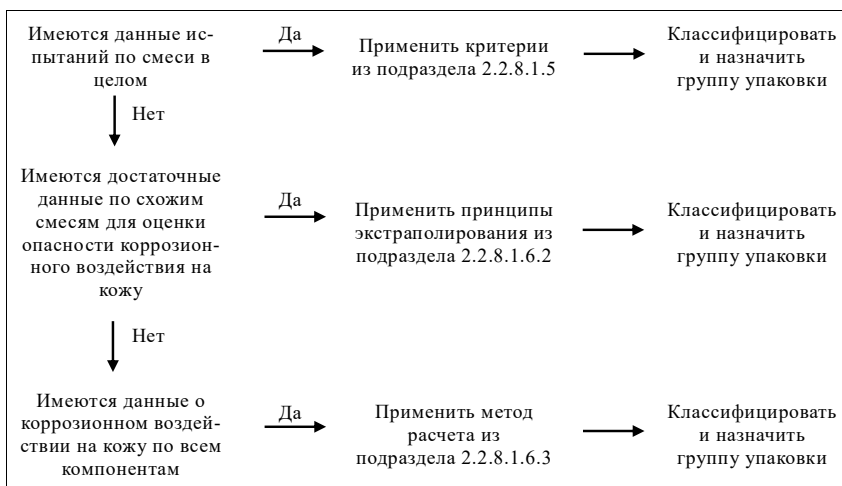 Имеются данные ис-
пытаний по смеси в
целом
Да
Применить критерии
из подраздела 2.2.8.1.5
Классифицировать
и назначить
группу упаковки
Нет
Имеются достаточные
данные по схожим
смесям для оценки
опасности коррозион-
ного воздействия на
кожу
Да
Применить принципы
экстраполирования из
подраздела 2.2.8.1.6.2
Классифицировать
и назначить
группу упаковки
Нет
Имеются данные о
коррозионном воздей-
ствии на кожу по всем
компонентам
Да
Применить метод
расчета из
подраздела 2.2.8.1.6.3
Классифицировать
и назначить
группу упаковки